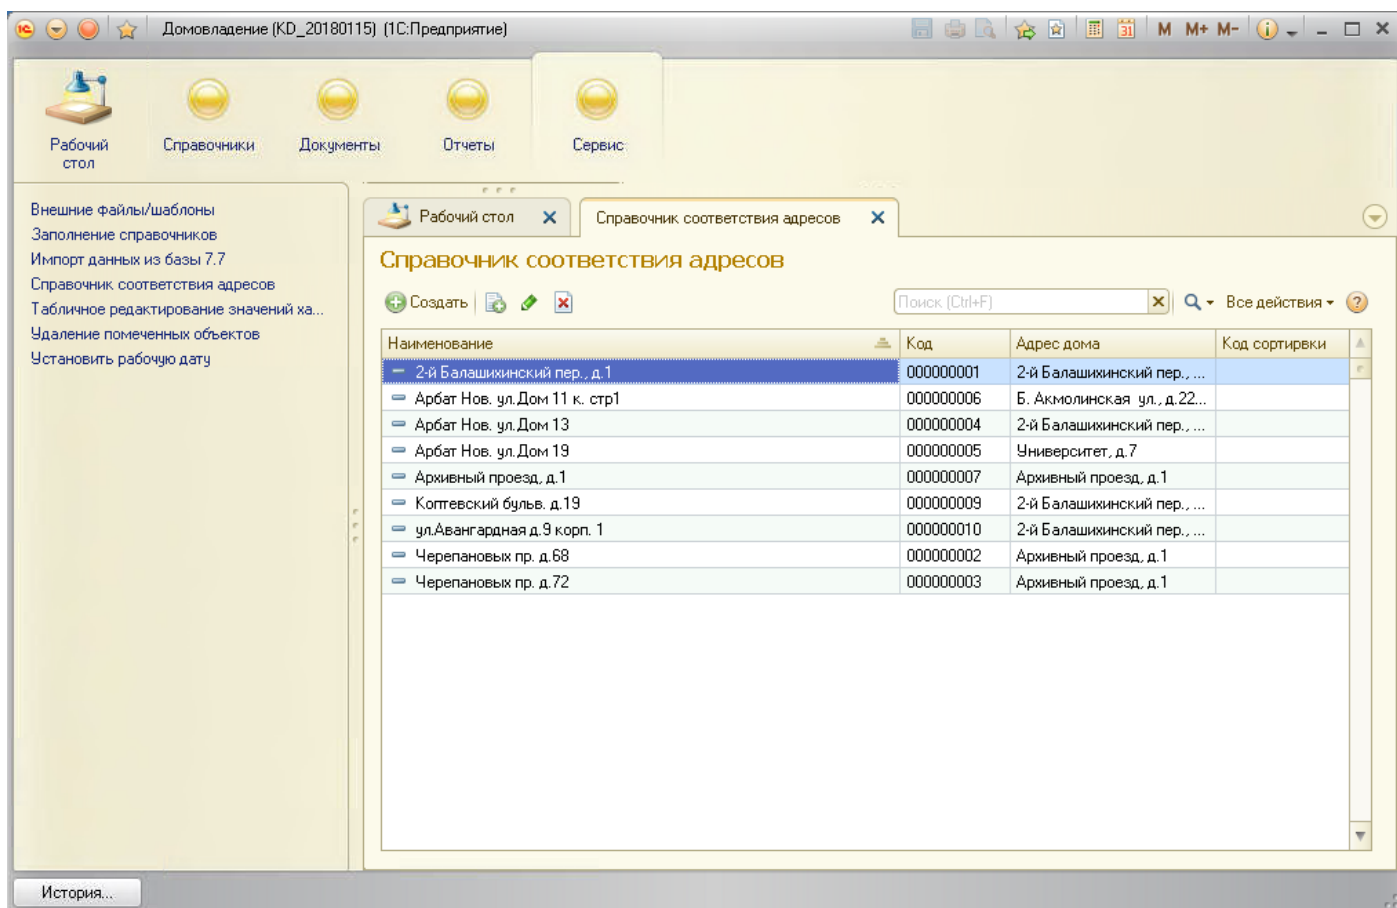 Домовладение (KD_20180115) (1С:Предприятие)
31 M M+ M-
Рабочий стол
Справочники
Документы
Отчеты
Сервис
Внешние файлы/шаблоны
Заполнение справочников
Импорт данных из базы 7.7
Справочник соответствия адресов
Табличное редактирование значений ха...
Удаление помеченных объектов
Установить рабочую дату
Рабочий стол
Справочник соответствия адресов
Справочник соответствия адресов
Создать
Поиск (Ctrl+F)
Все действия
Наименование Код Адрес дома Код сортирвки
2-й Балашихинский пер., д.1 000000001 2-й Балашихинский пер., ...
Арбат Нов. ул.Дом 11 к. стр1 000000006 Б. Акмолинская ул., д.22...
Арбат Нов. ул.Дом 13 000000004 2-й Балашихинский пер., ...
Арбат Нов. ул.Дом 19 000000005 Университет, д.7
Архивный проезд, д.1 000000007 Архивный проезд, д.1
Коптевский бульв. д.19 000000009 2-й Балашихинский пер., ...
ул.Авангардная д.9 корп. 1 000000010 2-й Балашихинский пер., ...
Черепановых пр. д.68 000000002 Архивный проезд, д.1
Черепановых пр. д.72 000000003 Архивный проезд, д.1
История...